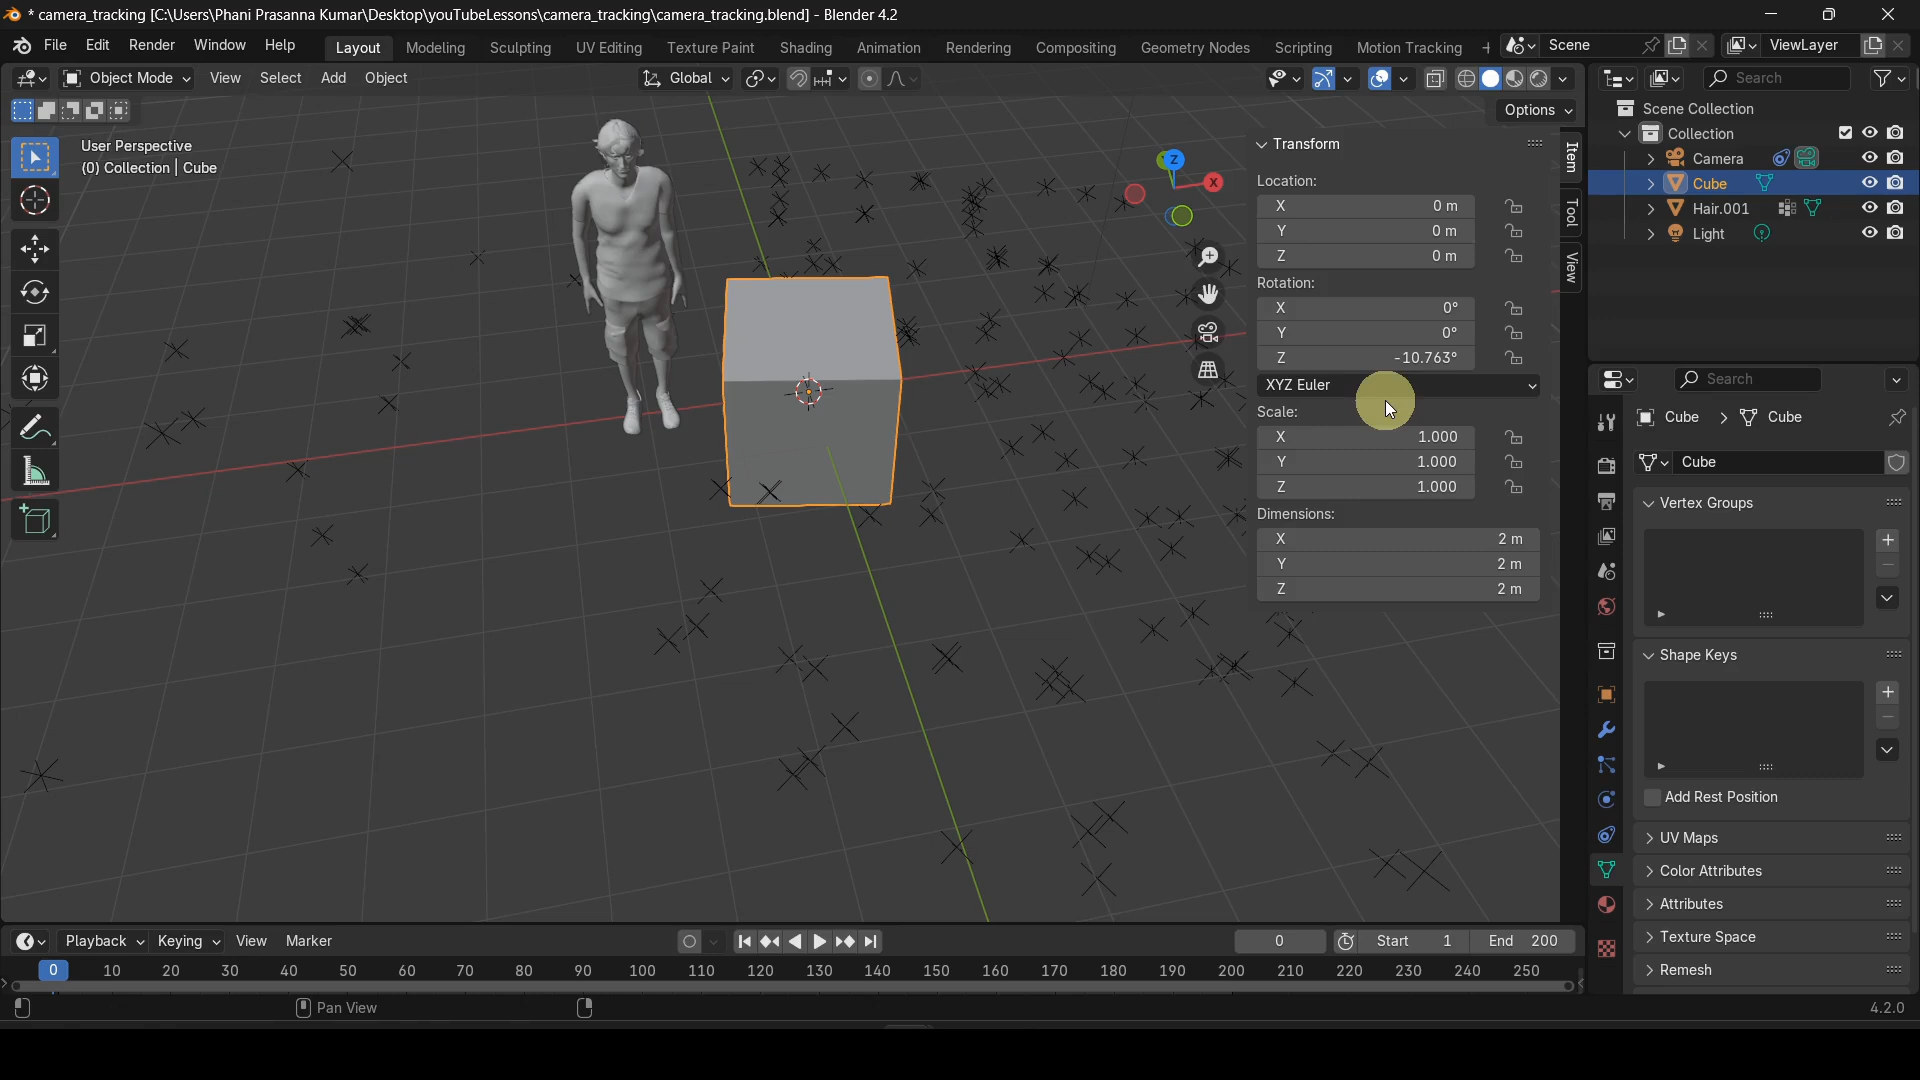 * camera_tracking [C:\Users\Phani Prasanna Kumar\Desktop\youTubeLessons\camera_tracking\camera_tracking.blend] - Blender 4.2
File Edit Render Window Help Layout Modeling Sculpting UV Editing Texture Paint Shading Animation Rendering Compositing Geometry Nodes Scripting Motion Tracking + Scene ViewLayer
Object Mode View Select Add Object Global Search
Options
User Perspective
(0) Collection | Cube
Scene Collection
Collection
Camera
Cube
Hair.001
Light
Z
X
Transform
Location:
X 0 m
Y 0 m
Z 0 m
Rotation:
X 0°
Y 0°
Z -10.763°
XYZ Euler
Scale:
X 1.000
Y 1.000
Z 1.000
Dimensions:
X 2 m
Y 2 m
Z 2 m
Item
Tool
View
Search
Cube > Cube
Cube
Vertex Groups
Shape Keys
Add Rest Position
UV Maps
Color Attributes
Attributes
Texture Space
Remesh
Playback Keying View Marker 0 Start 1 End 200
0 10 20 30 40 50 60 70 80 90 100 110 120 130 140 150 160 170 180 190 200 210 220 230 240 250
Pan View 4.2.0